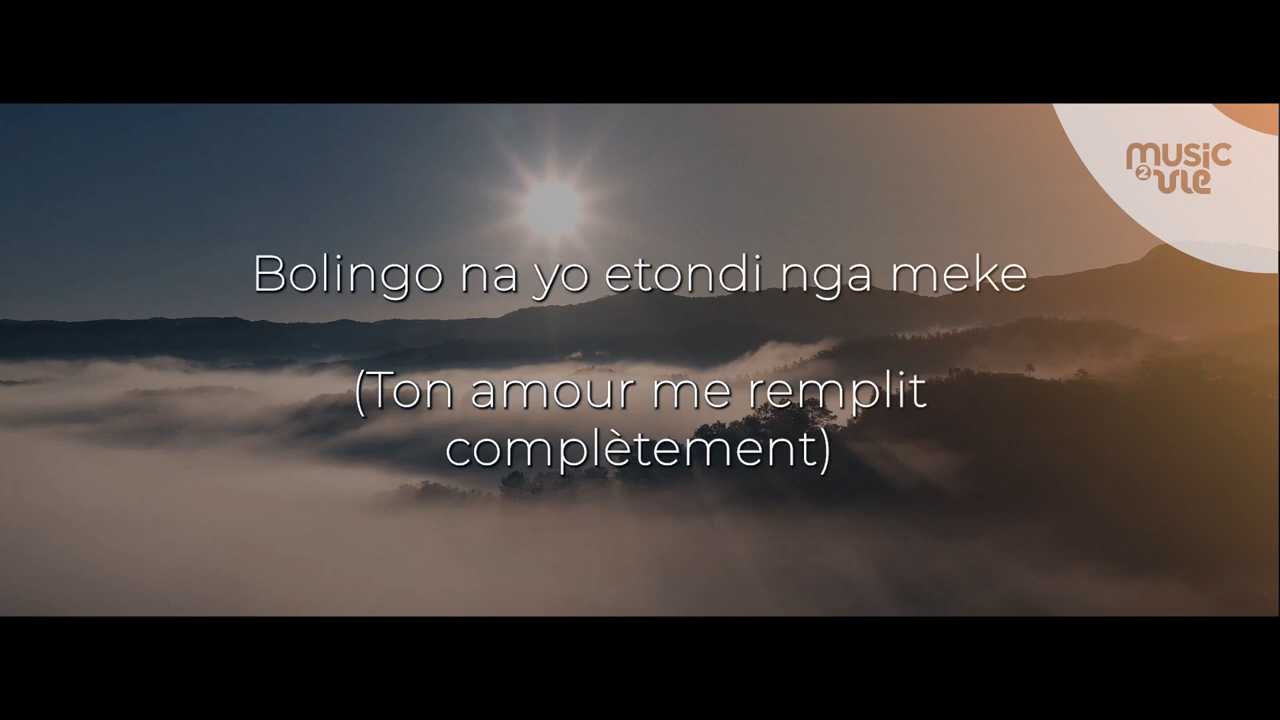 music
2 vie
Bolingo na yo etondi nga meke
(Ton amour me remplit
complètement)